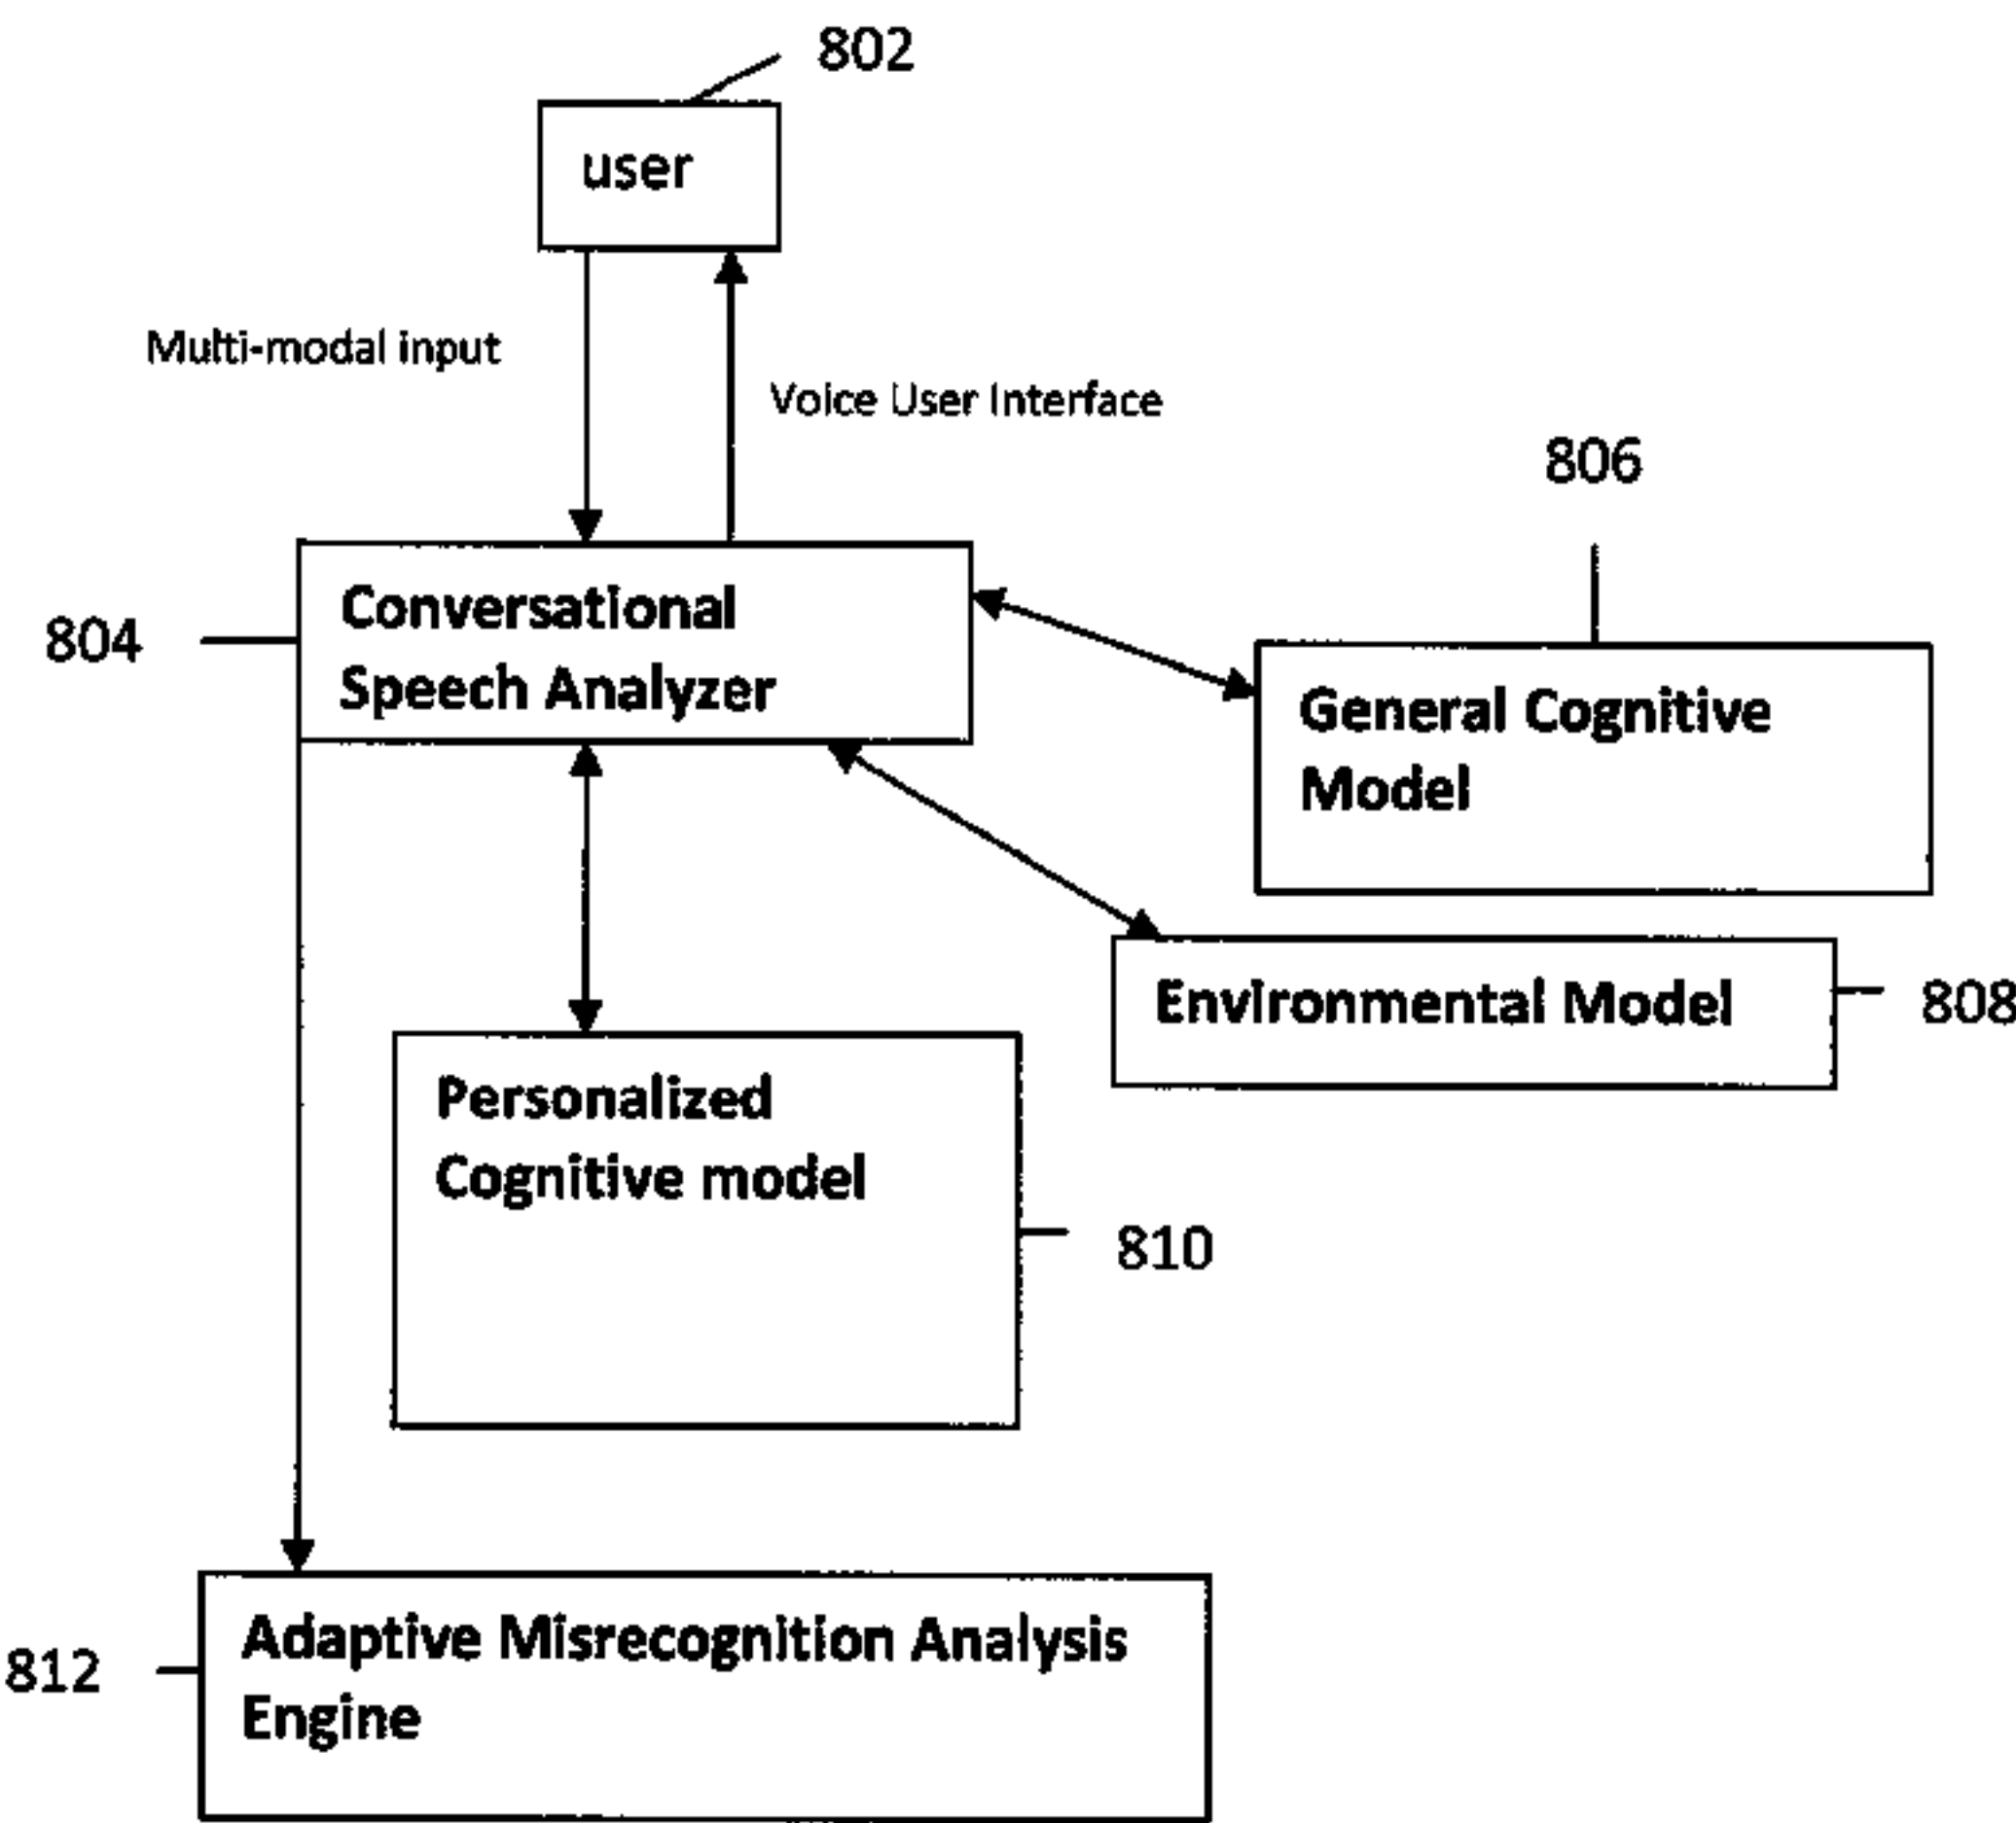 802
user
Multi-modal input
Voice User Interface
806
804
Conversational
Speech Analyzer
General Cognitive
Model
Environmental Model
808
Personalized
Cognitive model
810
Adaptive Misrecognition Analysis
Engine
812